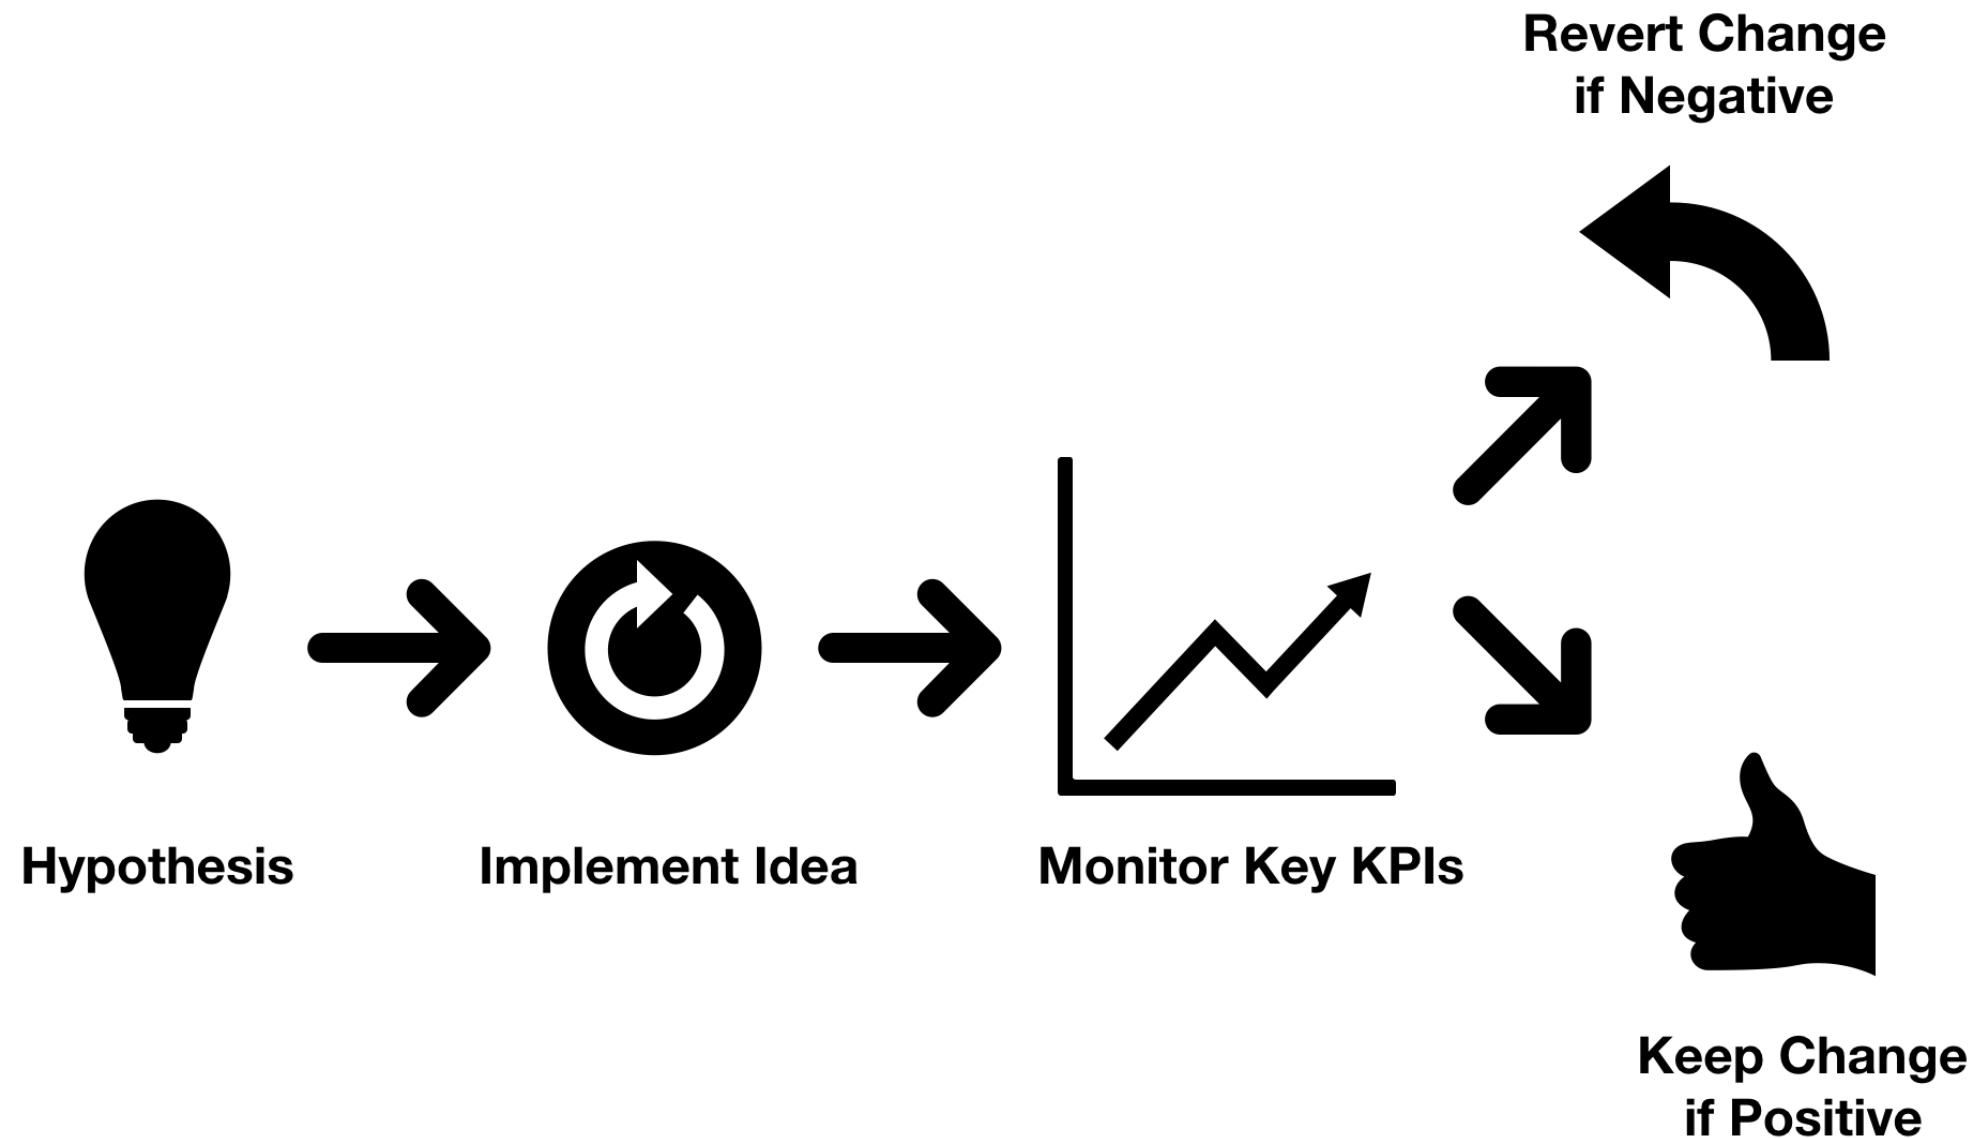 Revert Change
if Negative
Hypothesis
Implement Idea
Monitor Key KPIs
Keep Change
if Positive